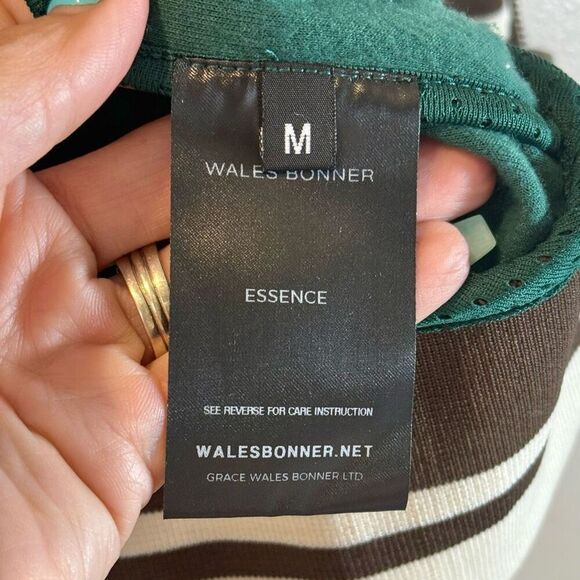 M
WALES BONNER
ESSENCE
SEE REVERSE FOR CARE INSTRUCTION
WALESBONNER.NET
GRACE WALES BONNER LTD